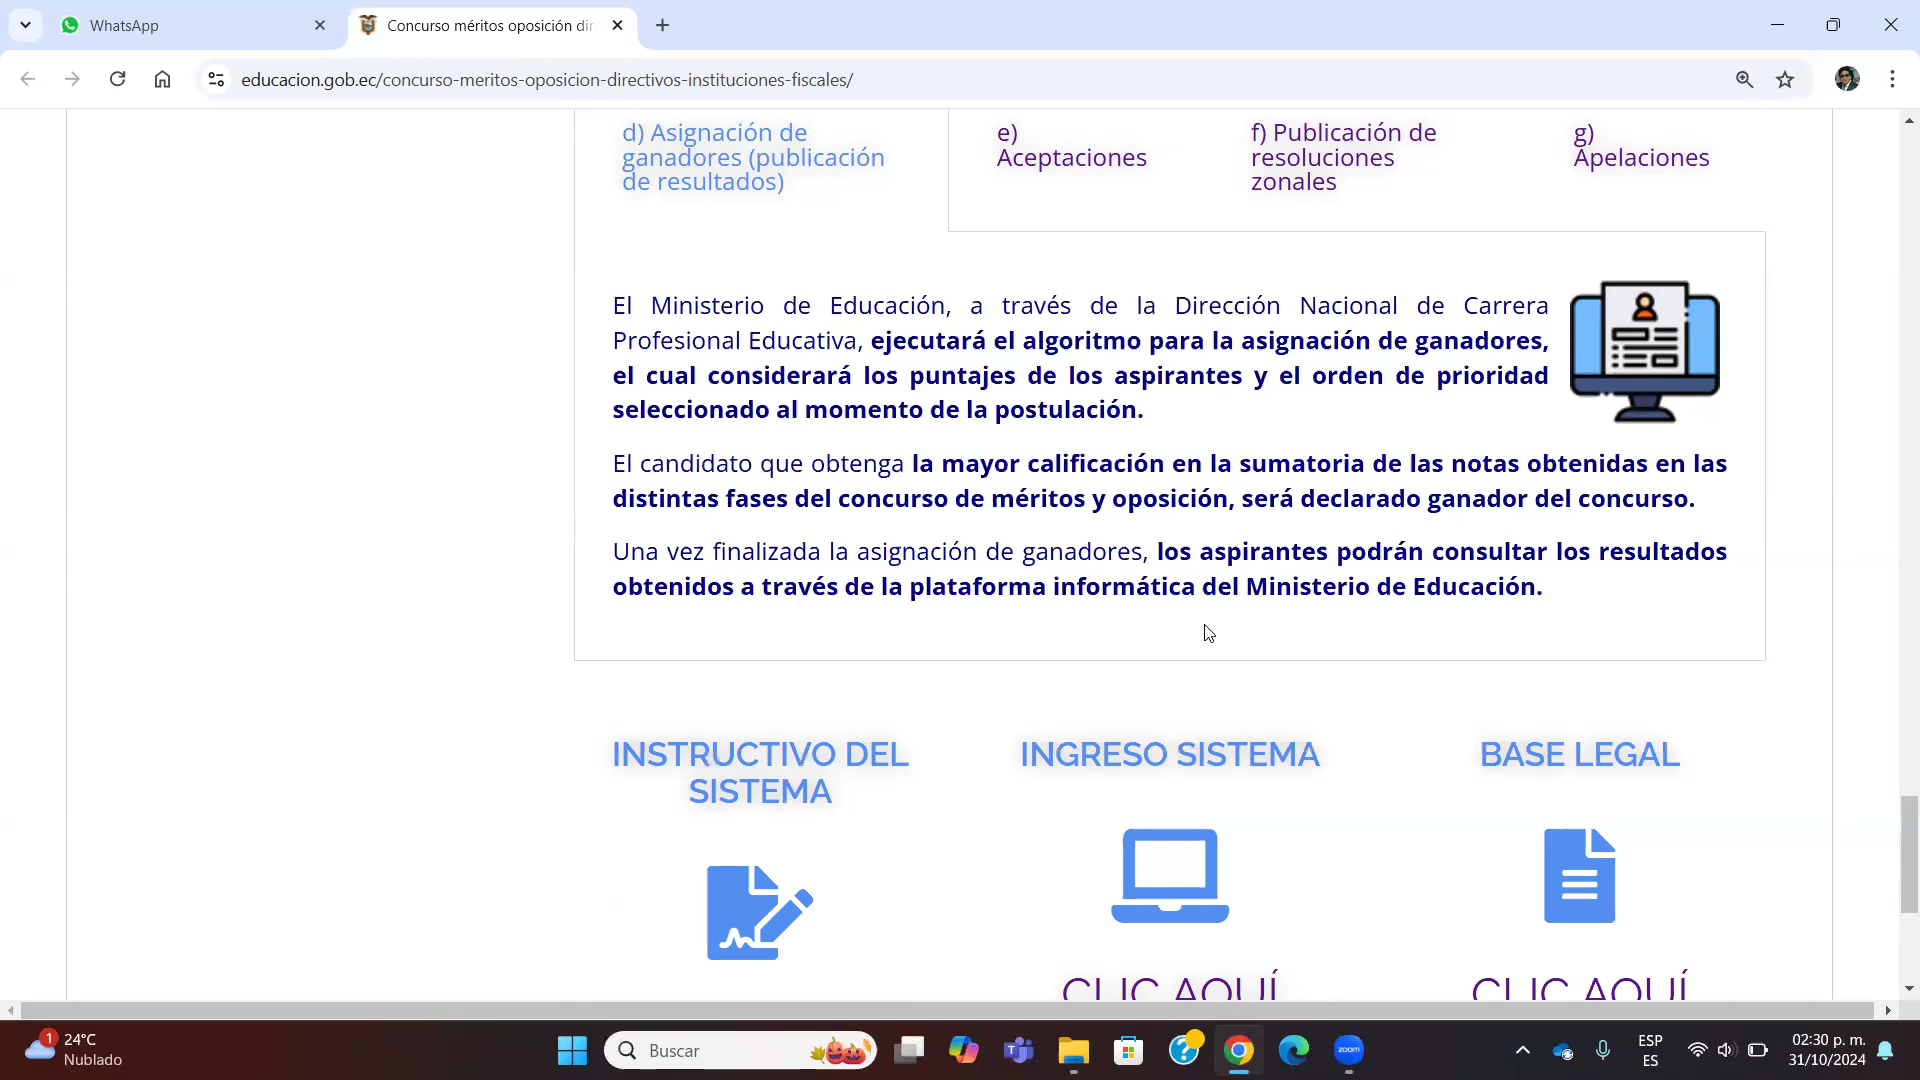 WhatsApp
Concurso méritos oposición dir
educacion.gob.ec/concurso-meritos-oposicion-directivos-instituciones-fiscales/
d) Asignación de
ganadores (publicación
de resultados)
e)
Aceptaciones
f) Publicación de
resoluciones
zonales
g)
Apelaciones
El Ministerio de Educación, a través de la Dirección Nacional de Carrera
Profesional Educativa, ejecutará el algoritmo para la asignación de ganadores,
el cual considerará los puntajes de los aspirantes y el orden de prioridad
seleccionado al momento de la postulación.
El candidato que obtenga la mayor calificación en la sumatoria de las notas obtenidas en las
distintas fases del concurso de méritos y oposición, será declarado ganador del concurso.
Una vez finalizada la asignación de ganadores, los aspirantes podrán consultar los resultados
obtenidos a través de la plataforma informática del Ministerio de Educación.
INSTRUCTIVO DEL
SISTEMA
INGRESO SISTEMA
BASE LEGAL
CLIC AQUÍ
CLIC AQUÍ
1
24°C
Nublado
Buscar
zoom
ESP
ES
02:30 p. m.
31/10/2024